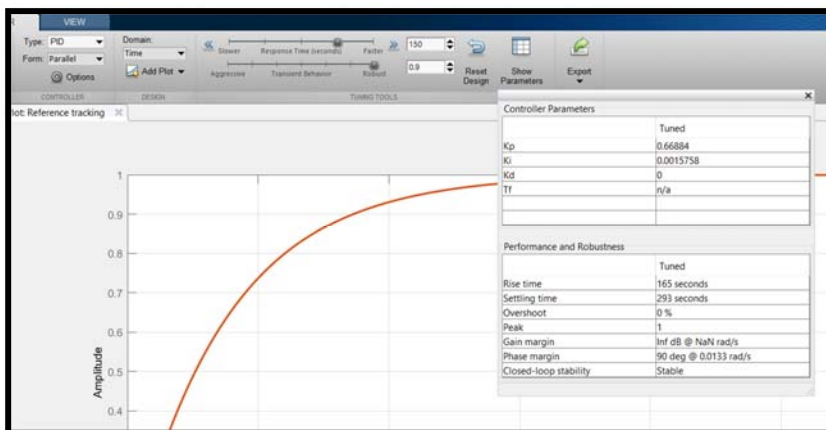 R
VIEW
Type: PID
Form: Parallel
Options
CONTROLLER
Domain:
Time
Add Plot
DESIGN
Slower Response Time (seconds) Faster 150
Aggressive Transient Behavior Robust 0.9
TUNING TOOLS
Reset
Design
Show
Parameters
Export
lot: Reference tracking
Controller Parameters
Tuned
Kp 0.66884
Ki 0.0015758
Kd 0
Tf n/a
Performance and Robustness
Tuned
Rise time 165 seconds
Settling time 293 seconds
Overshoot 0 %
Peak 1
Gain margin Inf dB @ NaN rad/s
Phase margin 90 deg @ 0.0133 rad/s
Closed-loop stability Stable
Amplitude
1
0.9
0.8
0.7
0.6
0.5
0.4